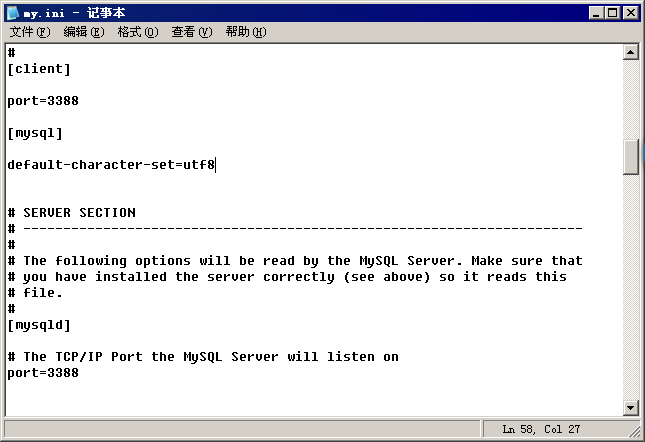 my.ini - 记事本
文件(F) 编辑(E) 格式(O) 查看(V) 帮助(H)
#
[client]
port=3388
[mysql]
default-character-set=utf8
# SERVER SECTION
# ----------------------------------------------------------------------
#
# The following options will be read by the MySQL Server. Make sure that
# you have installed the server correctly (see above) so it reads this
# file.
#
[mysqld]
# The TCP/IP Port the MySQL Server will listen on
port=3388
Ln 58, Col 27